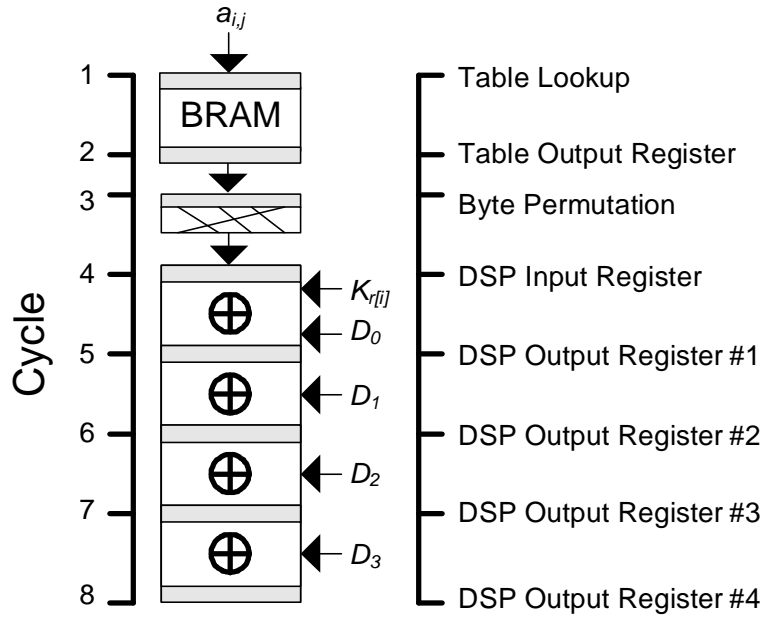 a_{i,j}
1 Table Lookup
BRAM
2 Table Output Register
3 Byte Permutation
4 DSP Input Register
K_{r[i]}
D_0
5 DSP Output Register #1
D_1
6 DSP Output Register #2
D_2
7 DSP Output Register #3
D_3
8 DSP Output Register #4
Cycle